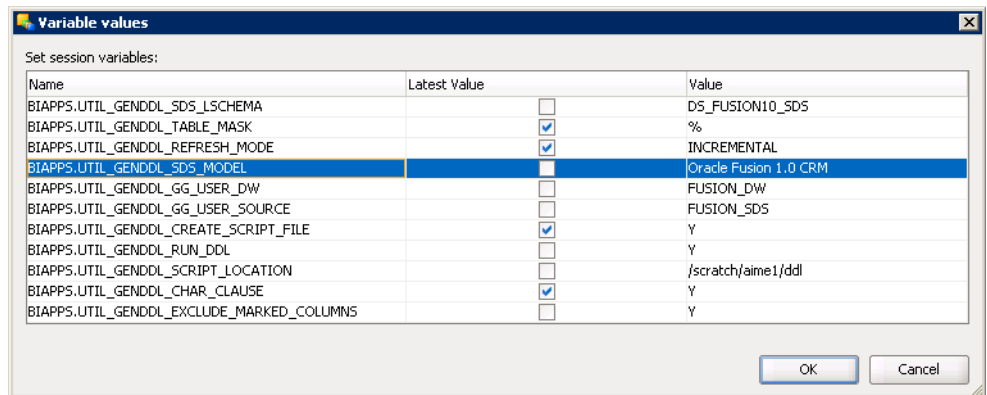 Variable values
Set session variables:
Name Latest Value Value
BIAPPS.UTIL_GENDDL_SDS_LSCHEMA DS_FUSION10_SDS
BIAPPS.UTIL_GENDDL_TABLE_MASK %
BIAPPS.UTIL_GENDDL_REFRESH_MODE INCREMENTAL
BIAPPS.UTIL_GENDDL_SDS_MODEL Oracle Fusion 1.0 CRM
BIAPPS.UTIL_GENDDL_GG_USER_DW FUSION_DW
BIAPPS.UTIL_GENDDL_GG_USER_SOURCE FUSION_SDS
BIAPPS.UTIL_GENDDL_CREATE_SCRIPT_FILE Y
BIAPPS.UTIL_GENDDL_RUN_DDL Y
BIAPPS.UTIL_GENDDL_SCRIPT_LOCATION /scratch/aime1/ddl
BIAPPS.UTIL_GENDDL_CHAR_CLAUSE Y
BIAPPS.UTIL_GENDDL_EXCLUDE_MARKED_COLUMNS Y
OK Cancel